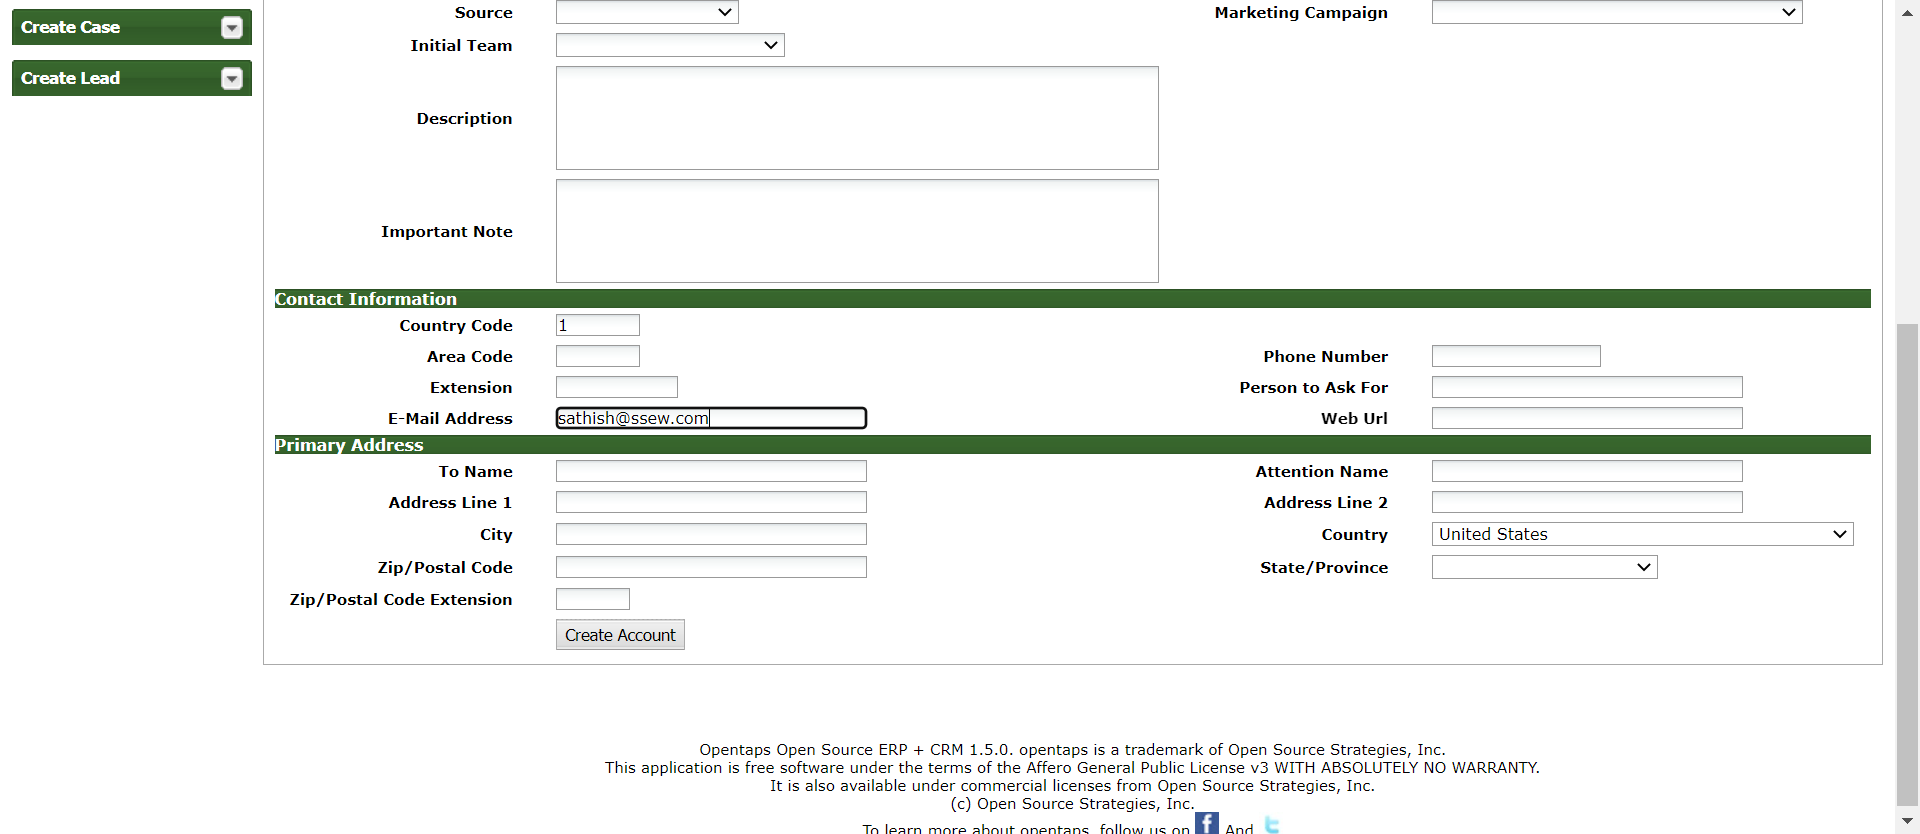 Create Case
Create Lead
Source
Marketing Campaign
Initial Team
Description
Important Note
Contact Information
Country Code 1
Area Code
Phone Number
Extension
Person to Ask For
E-Mail Address sathish@ssew.com
Web Url
Primary Address
To Name
Attention Name
Address Line 1
Address Line 2
City
Country United States
Zip/Postal Code
State/Province
Zip/Postal Code Extension
Create Account
Opentaps Open Source ERP + CRM 1.5.0. opentaps is a trademark of Open Source Strategies, Inc.
This application is free software under the terms of the Affero General Public License v3 WITH ABSOLUTELY NO WARRANTY.
It is also available under commercial licenses from Open Source Strategies, Inc.
(c) Open Source Strategies, Inc.
To learn more about opentaps, follow us on f And t